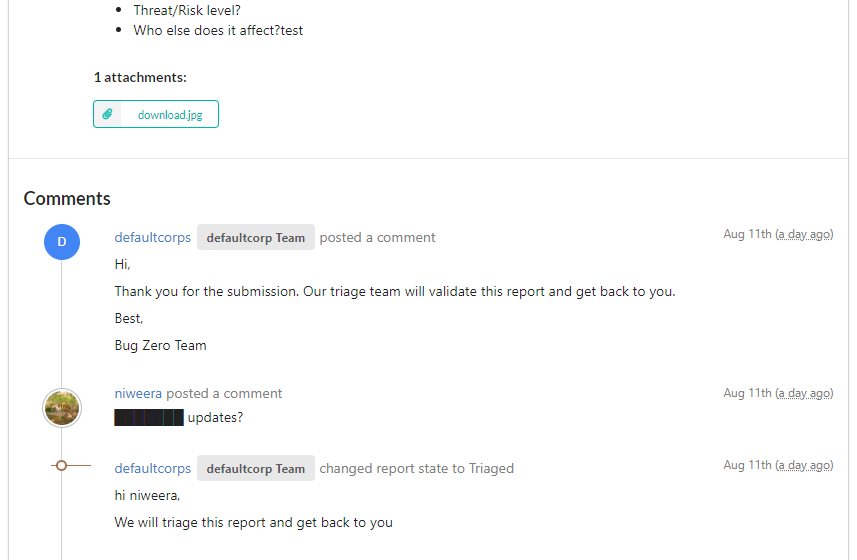 Threat/Risk level?
Who else does it affect?test
1 attachments:
download.jpg
Comments
D
defaultcorps defaultcorp Team posted a comment Aug 11th (a day ago)
Hi,
Thank you for the submission. Our triage team will validate this report and get back to you.
Best,
Bug Zero Team
niweera posted a comment Aug 11th (a day ago)
updates?
defaultcorps defaultcorp Team changed report state to Triaged Aug 11th (a day ago)
hi niweera,
We will triage this report and get back to you